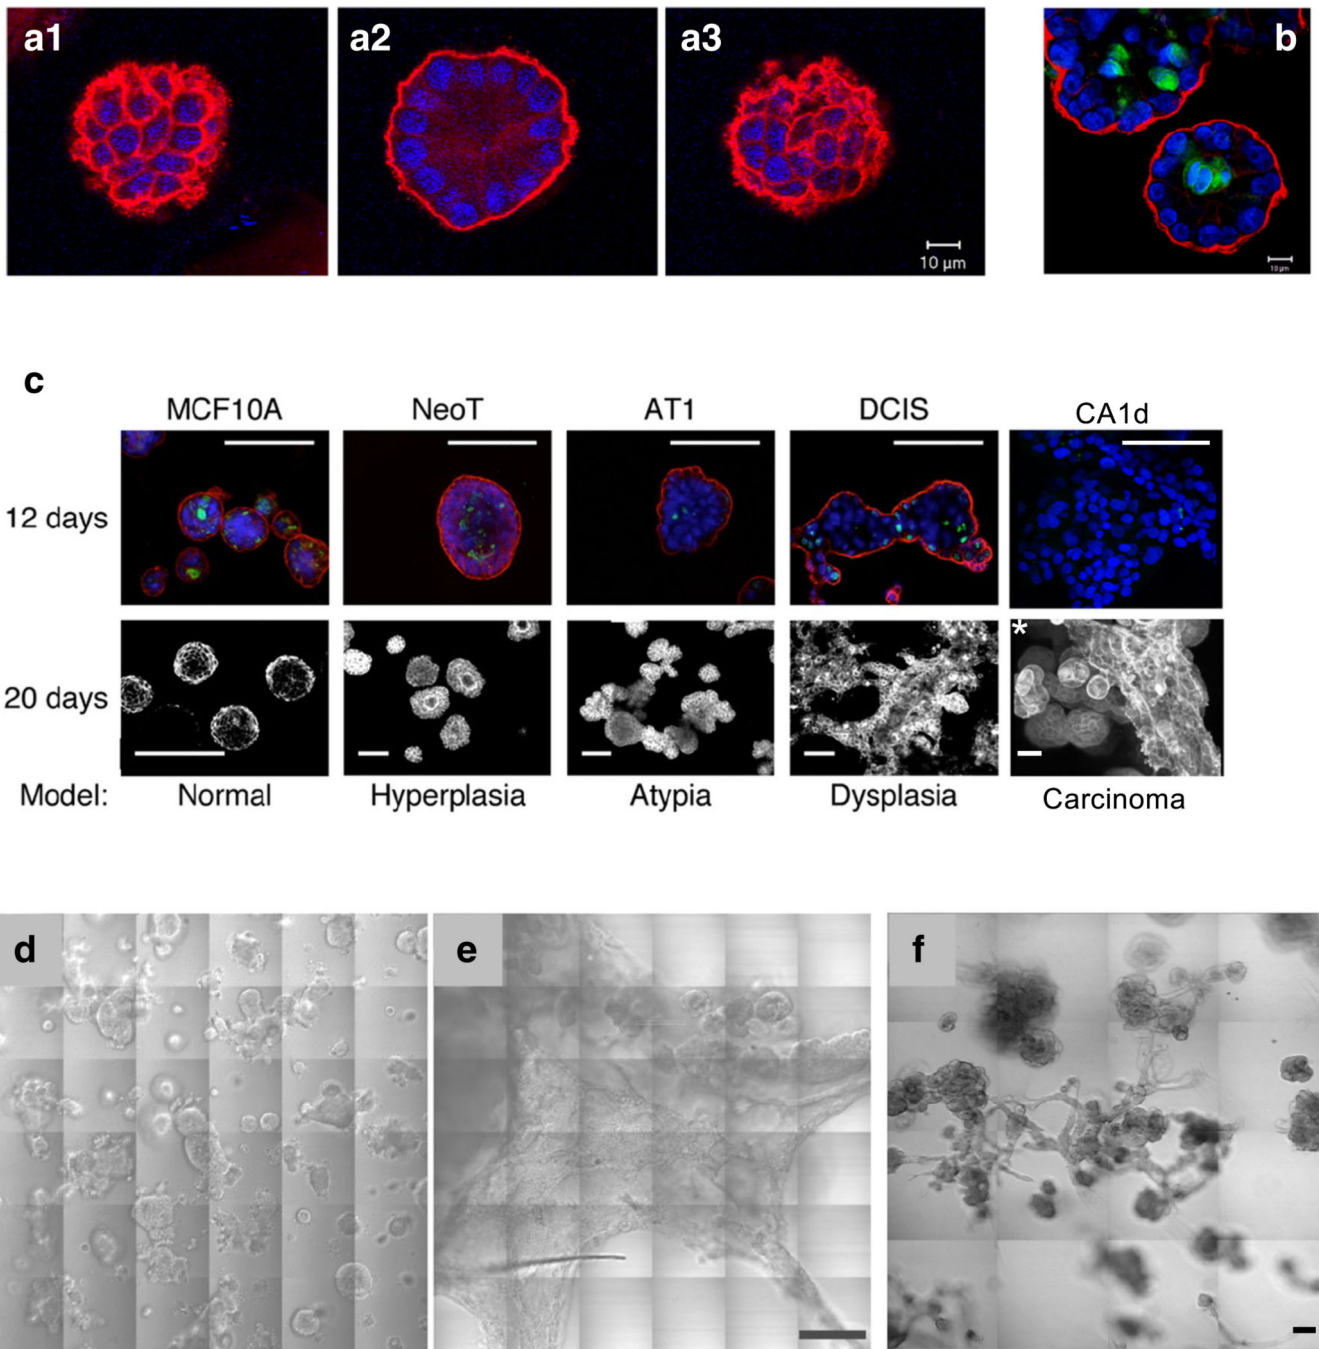 a1 a2 a3 b
10 µm 10 µm
c
MCF10A NeoT AT1 DCIS CA1d
12 days
*
20 days
Model: Normal Hyperplasia Atypia Dysplasia Carcinoma
d e f